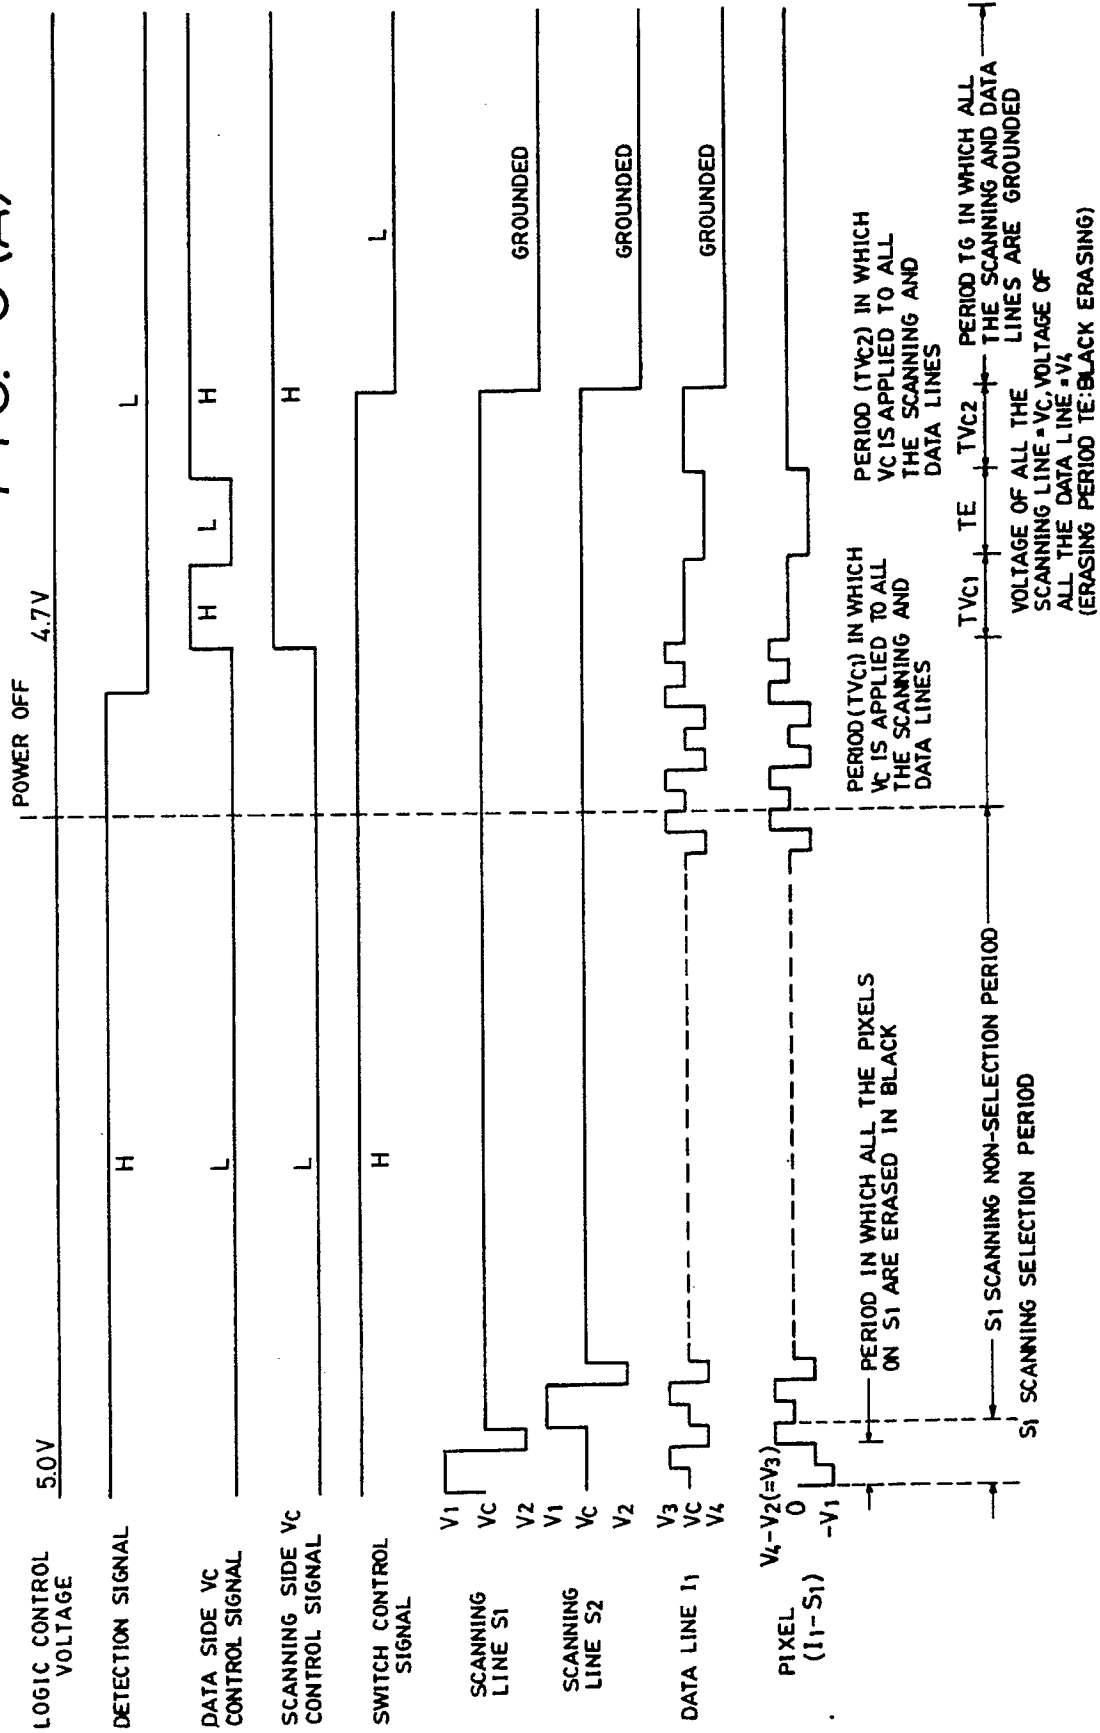 POWER OFF
5.0V
4.7V
LOGIC CONTROL
VOLTAGE
DETECTION SIGNAL
H
L
DATA SIDE VC
CONTROL SIGNAL
L
H
L
H
SCANNING SIDE VC
CONTROL SIGNAL
L
H
SWITCH CONTROL
SIGNAL
H
L
SCANNING
LINE S1
V1
VC
V2
GROUNDED
SCANNING
LINE S2
V1
VC
V2
GROUNDED
DATA LINE I1
V3
VC
V4
GROUNDED
PIXEL
(I1-S1)
V4-V2(=V3)
0
-V1
PERIOD IN WHICH ALL THE PIXELS
ON S1 ARE ERASED IN BLACK
PERIOD(TVC1) IN WHICH
VC IS APPLIED TO ALL
THE SCANNING AND
DATA LINES
PERIOD (TVC2) IN WHICH
VC IS APPLIED TO ALL
THE SCANNING AND
DATA LINES
TVC1
TE
TVC2
PERIOD TG IN WHICH ALL
THE SCANNING AND DATA
LINES ARE GROUNDED
S1 SCANNING NON-SELECTION PERIOD
S1 SCANNING SELECTION PERIOD
VOLTAGE OF ALL THE
SCANNING LINE=VC, VOLTAGE OF
ALL THE DATA LINE=V4
(ERASING PERIOD TE:BLACK ERASING)